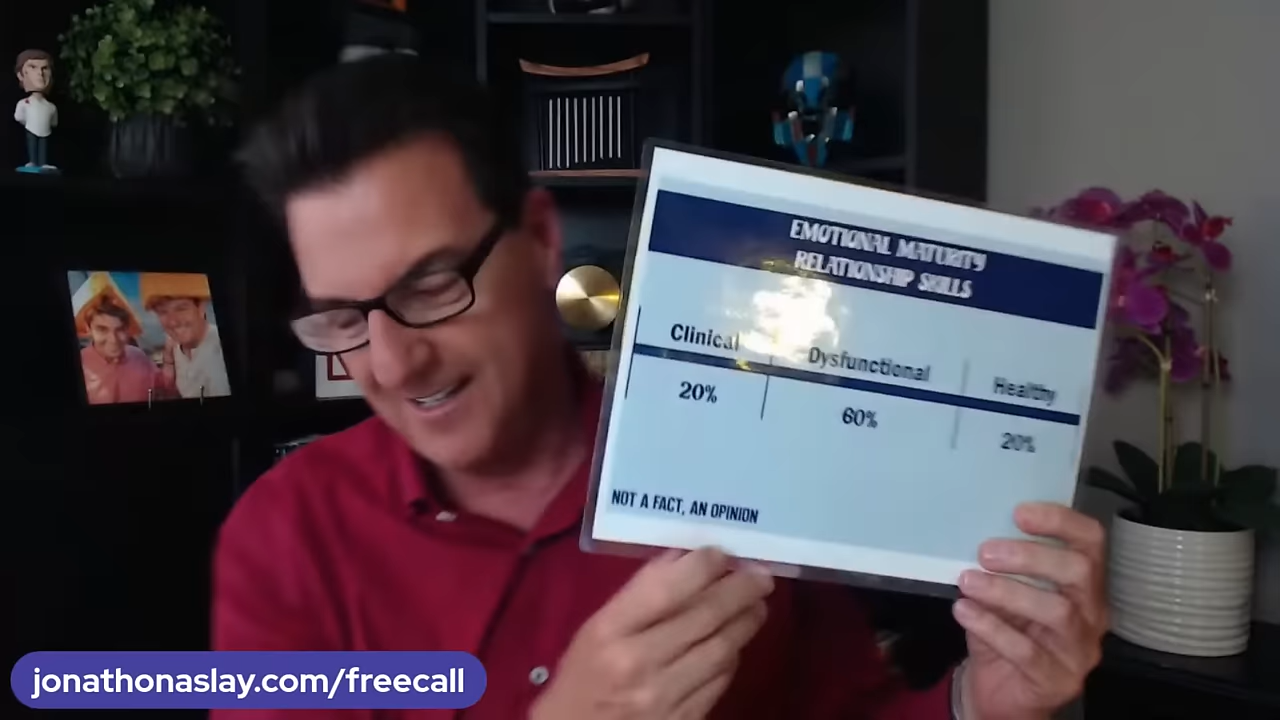 EMOTIONAL MATURITY
RELATIONSHIP SKILLS
Clinical Dysfunctional Healthy
20% 60% 20%
NOT A FACT, AN OPINION
jonathonaslay.com/freecall